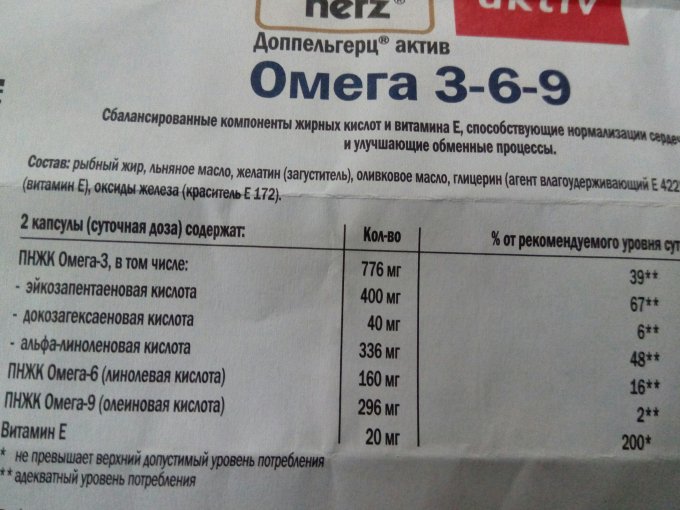 herz®
aktiv
Доппельгерц® актив
Омега 3-6-9
Сбалансированные компоненты жирных кислот и витамина Е, способствующие нормализации
и улучшающие обменные процессы.
Состав: рыбный жир, льняное масло, желатин (загуститель), оливковое масло, глицерин (агент влагоудерживающий Е 422
(витамин Е), оксиды железа (краситель Е 172).
2 капсулы (суточная доза) содержат: Кол-во % от рекомендуемого уровня
ПНЖК Омега-3, в том числе: 776 мг 39**
- эйкозапентаеновая кислота 400 мг 67**
- докозагексаеновая кислота 40 мг 6**
- альфа-линоленовая кислота 336 мг 48**
ПНЖК Омега-6 (линолевая кислота) 160 мг 16**
ПНЖК Омега-9 (олеиновая кислота) 296 мг 2**
Витамин Е 20 мг 200*
* не превышает верхний допустимый уровень потребления
** адекватный уровень потребления